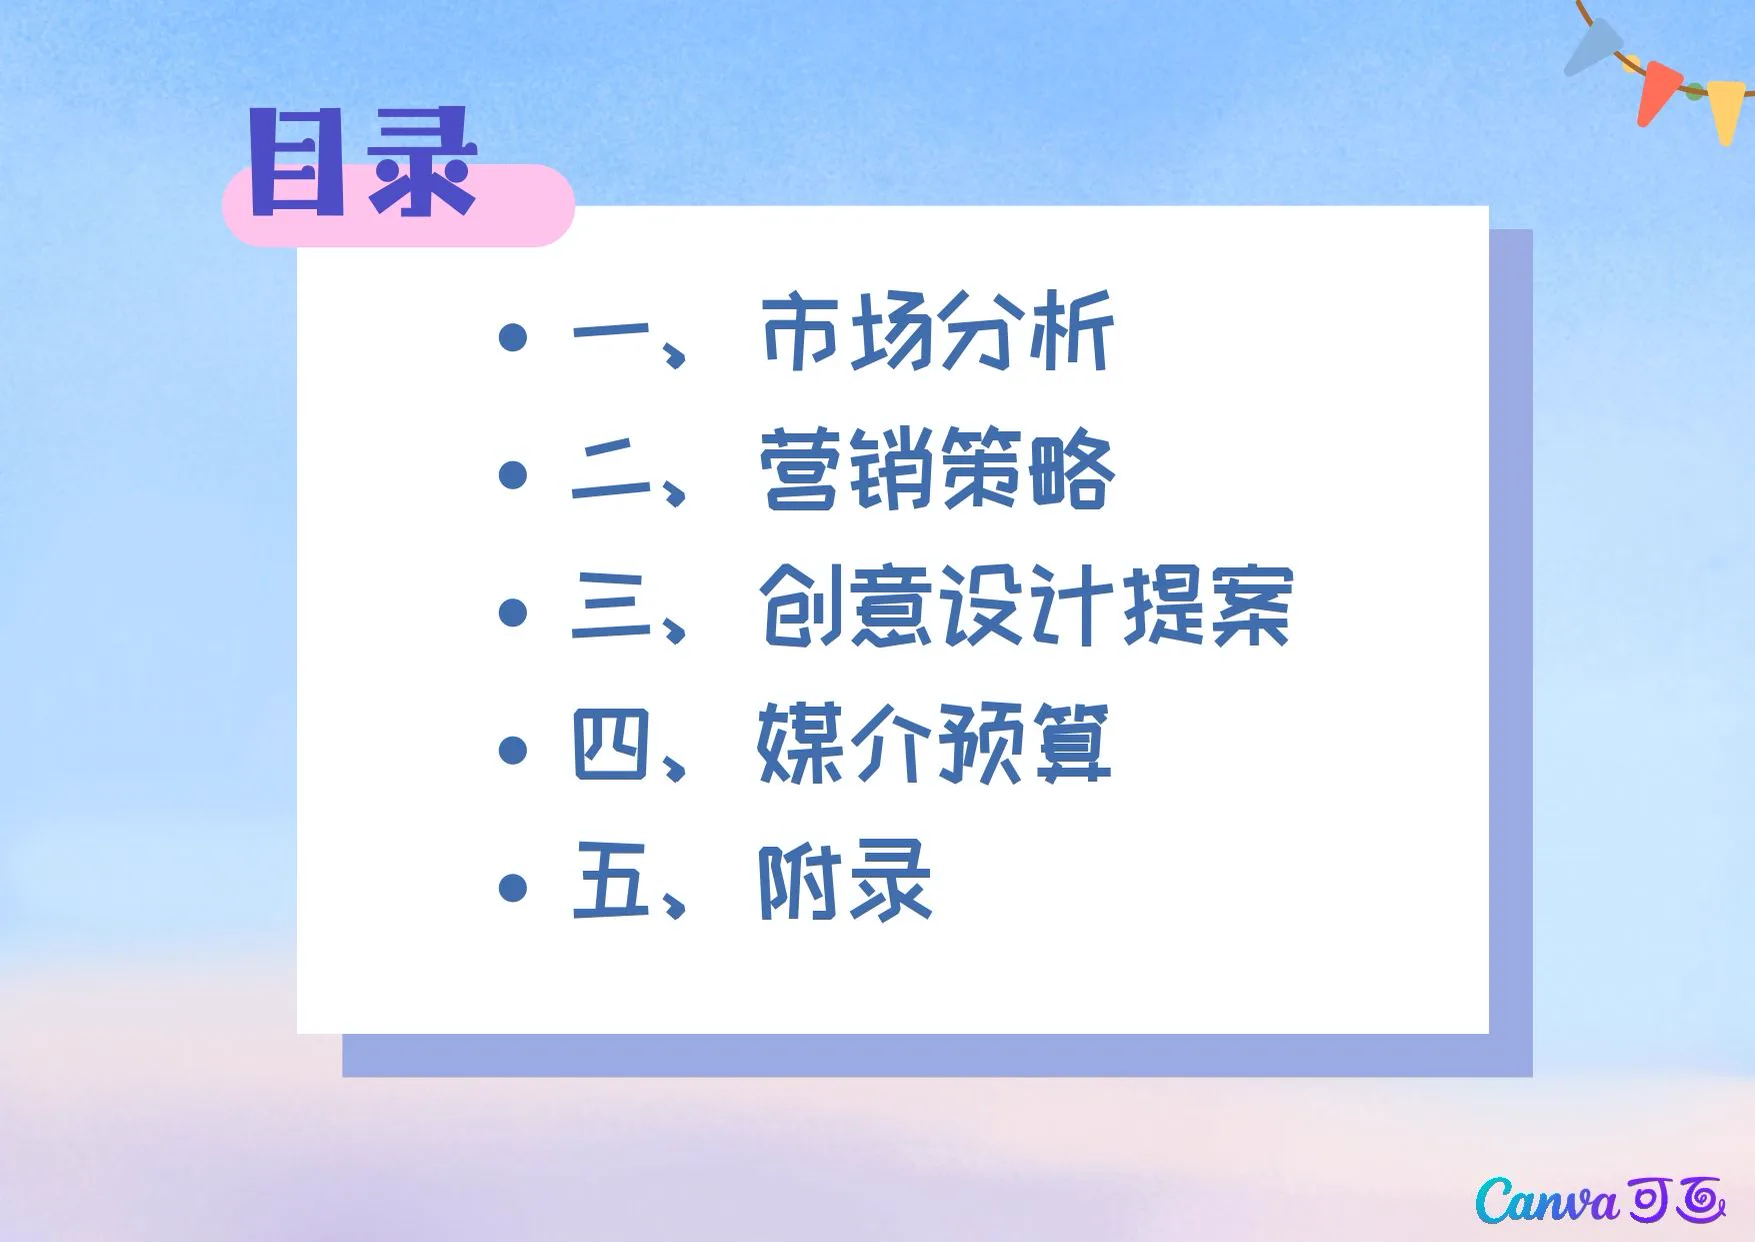 目录
• 一、 市场分析
• 二、 营销策略
• 三、 创意设计提案
• 四、 媒介预算
• 五、 附录
Canva可画